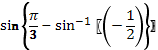 sin{π/3 − sin⁻¹ 〖(−1/2)〗}